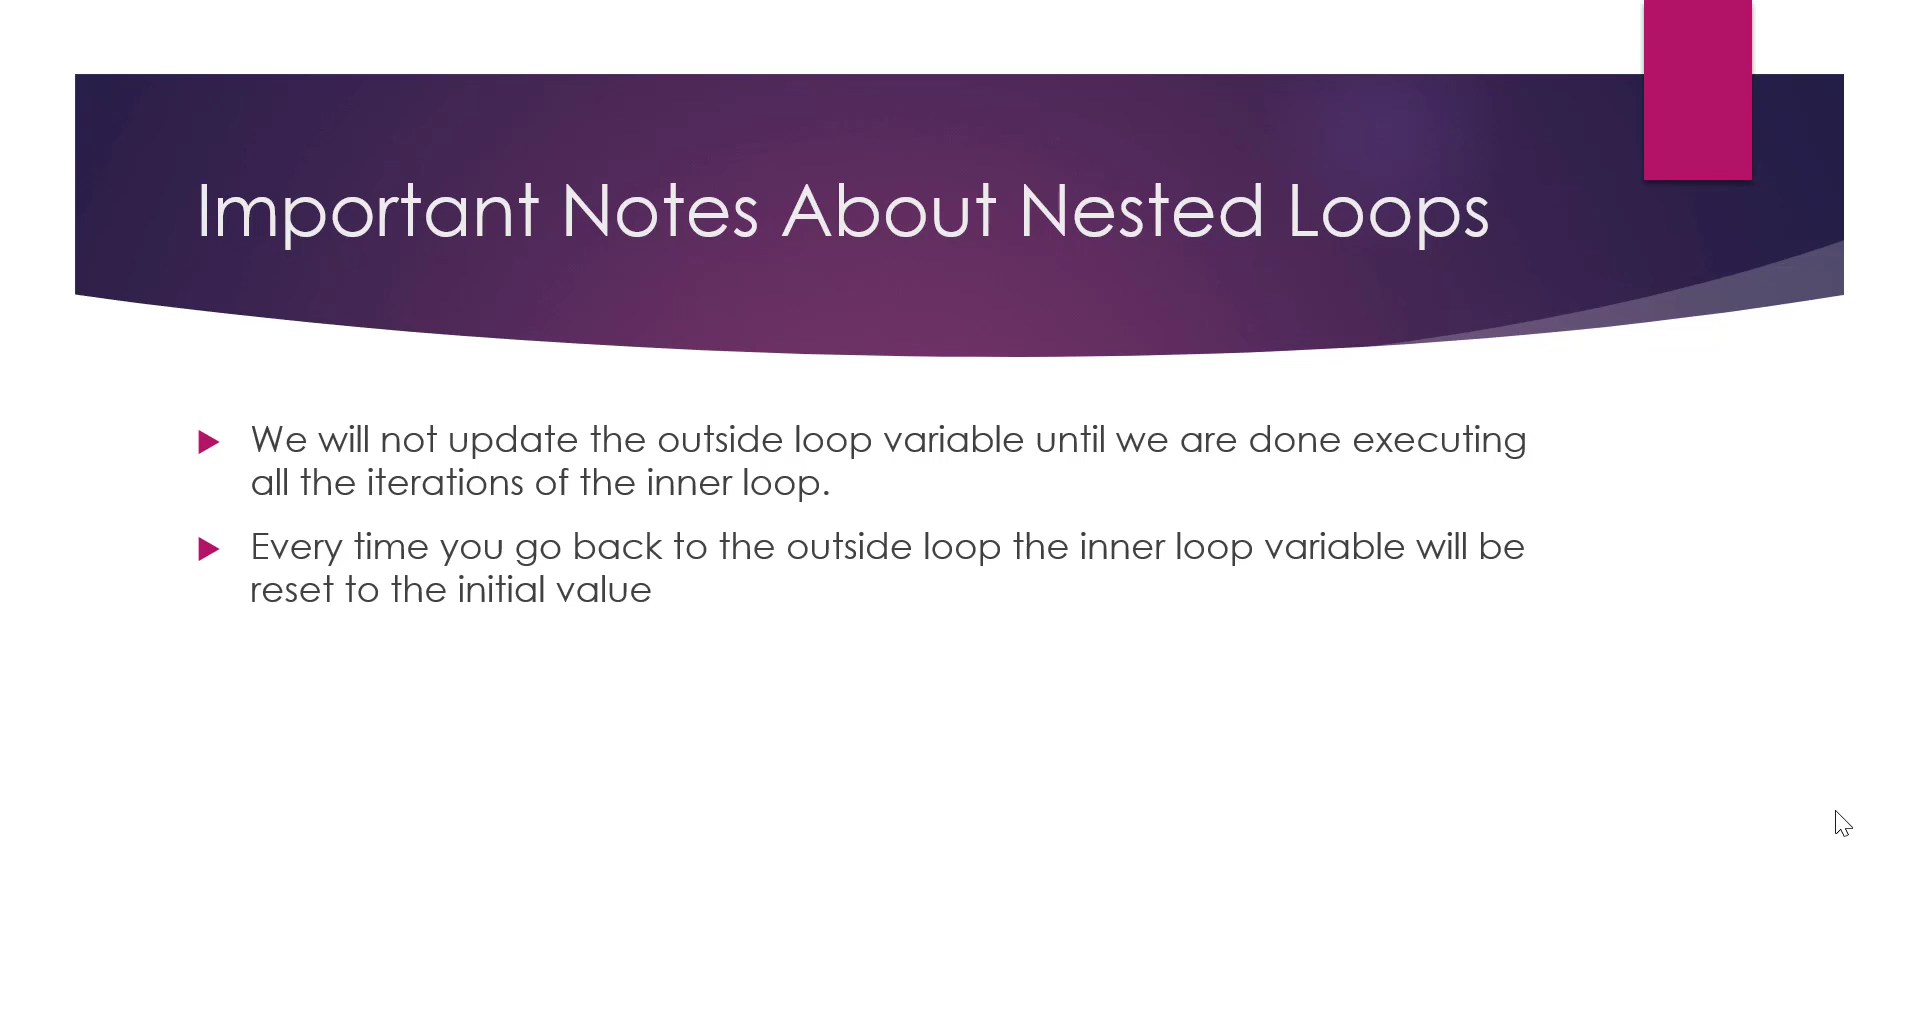 Important Notes About Nested Loops
We will not update the outside loop variable until we are done executing
all the iterations of the inner loop.
Every time you go back to the outside loop the inner loop variable will be
reset to the initial value